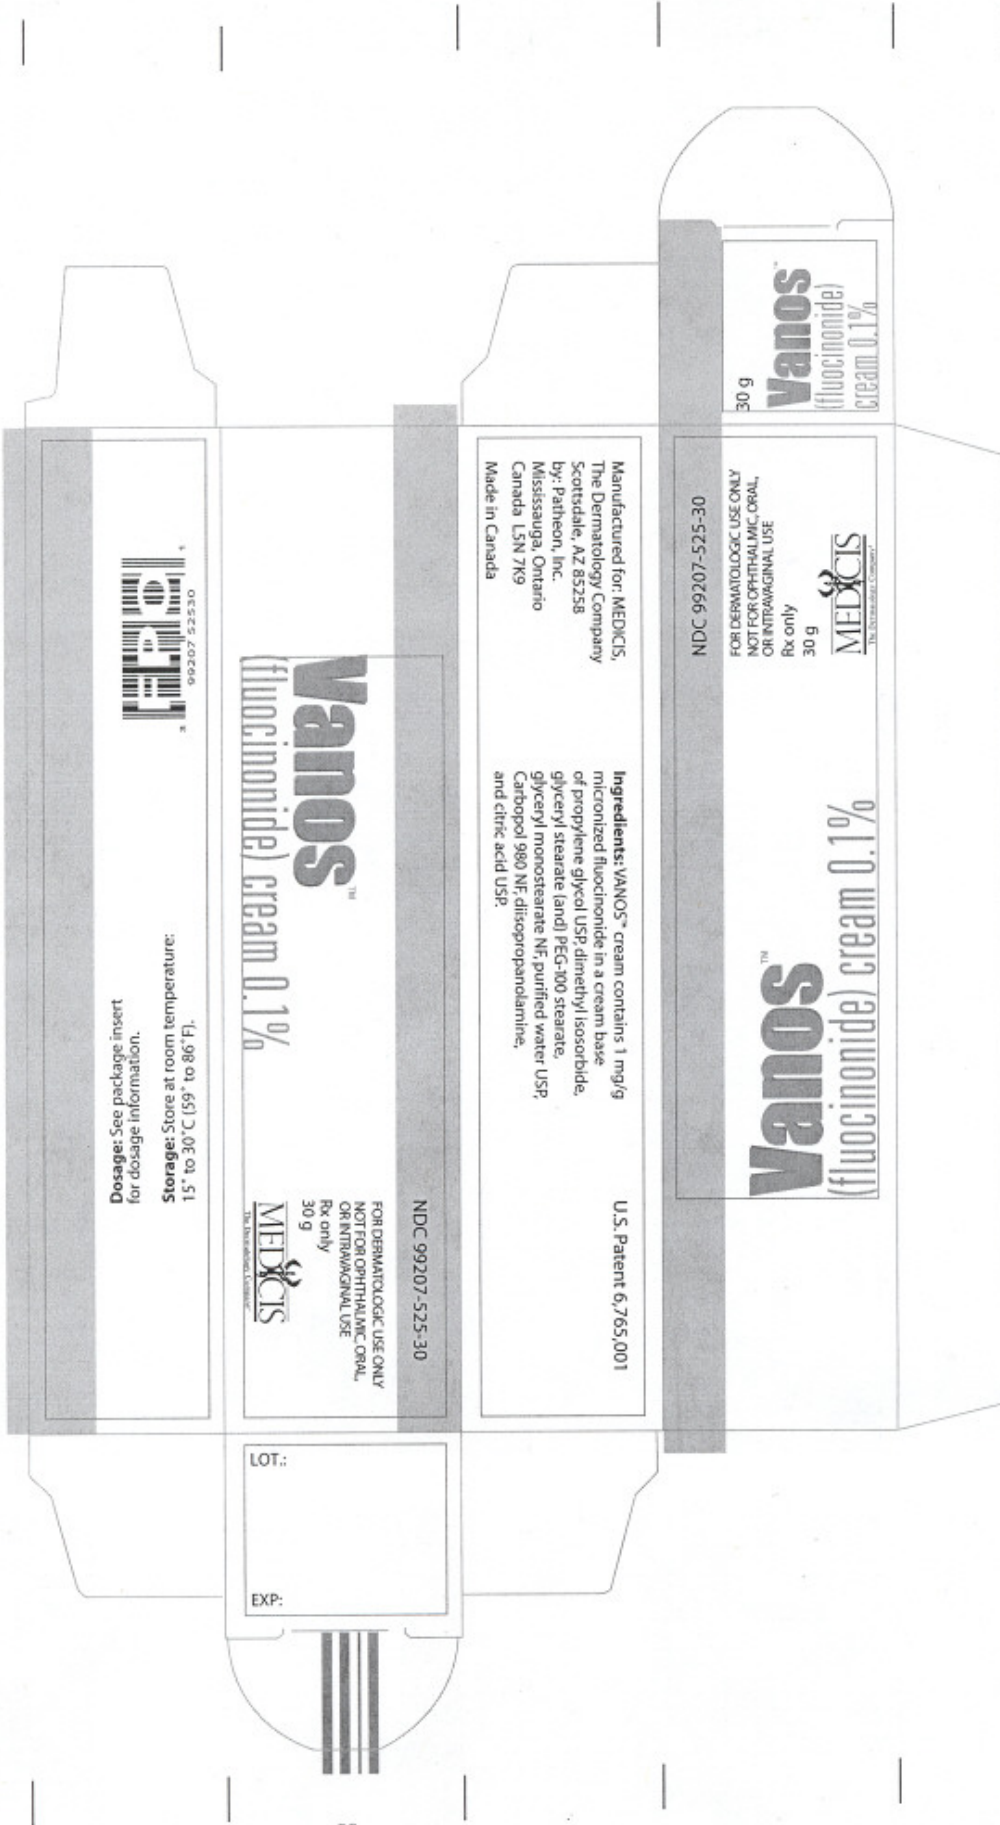 30 g
Vanos™
(fluocinonide)
cream 0.1%
NDC 99207-525-30
FOR DERMATOLOGIC USE ONLY
NOT FOR OPHTHALMIC, ORAL,
OR INTRAVAGINAL USE
Rx only
30 g
MEDICIS
The Dermatology Company®
Vanos™
(fluocinonide) cream 0.1%
Manufactured for: MEDICIS,
The Dermatology Company
Scottsdale, AZ 85258
by: Patheon, Inc.
Mississauga, Ontario
Canada L5N 7K9
Made in Canada
Ingredients: VANOS™ cream contains 1 mg/g
micronized fluocinonide in a cream base
of propylene glycol USP, dimethyl isosorbide,
glyceryl stearate (and) PEG-100 stearate,
glyceryl monostearate NF, purified water USP,
Carbopol 980 NF, diisopropanolamine,
and citric acid USP.
U.S. Patent 6,765,001
Vanos™
(fluocinonide) cream 0.1%
NDC 99207-525-30
FOR DERMATOLOGIC USE ONLY
NOT FOR OPHTHALMIC, ORAL,
OR INTRAVAGINAL USE
Rx only
30 g
MEDICIS
The Dermatology Company®
3 99207 52530 1
Dosage: See package insert
for dosage information.
Storage: Store at room temperature:
15° to 30°C (59° to 86°F).
LOT.:
EXP: